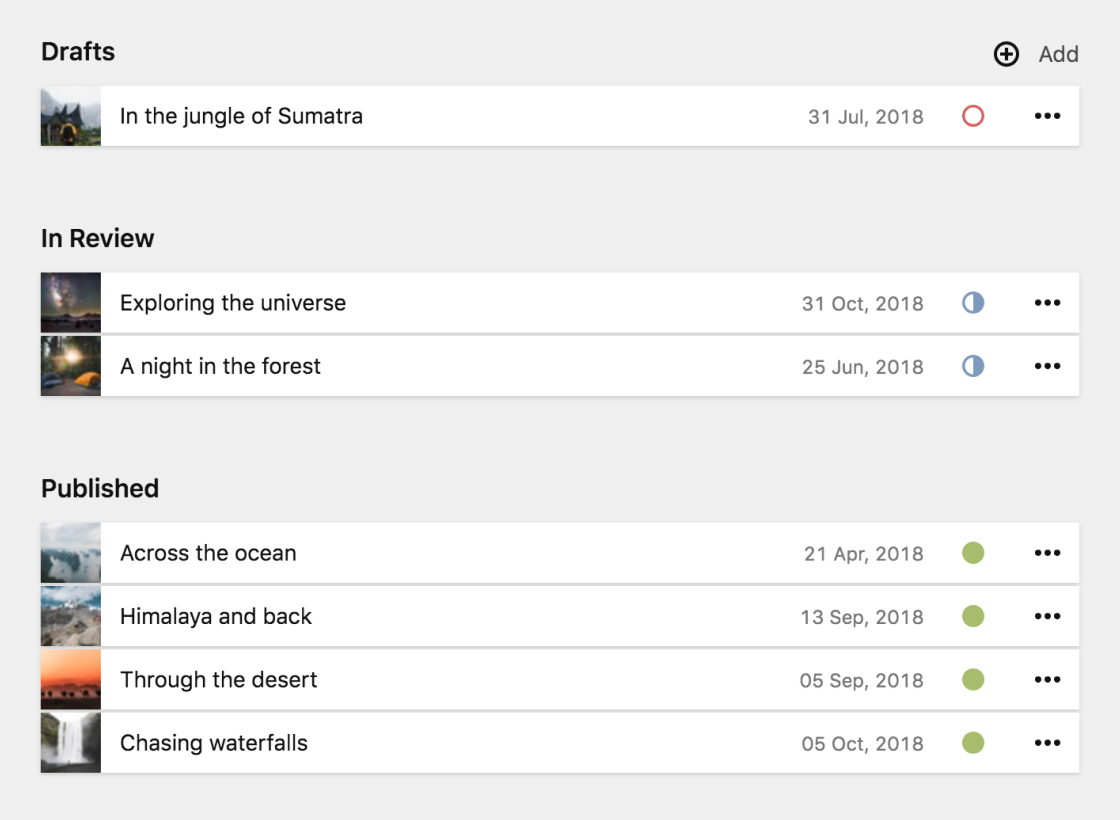 Drafts
Add
In the jungle of Sumatra 31 Jul, 2018
In Review
Exploring the universe 31 Oct, 2018
A night in the forest 25 Jun, 2018
Published
Across the ocean 21 Apr, 2018
Himalaya and back 13 Sep, 2018
Through the desert 05 Sep, 2018
Chasing waterfalls 05 Oct, 2018